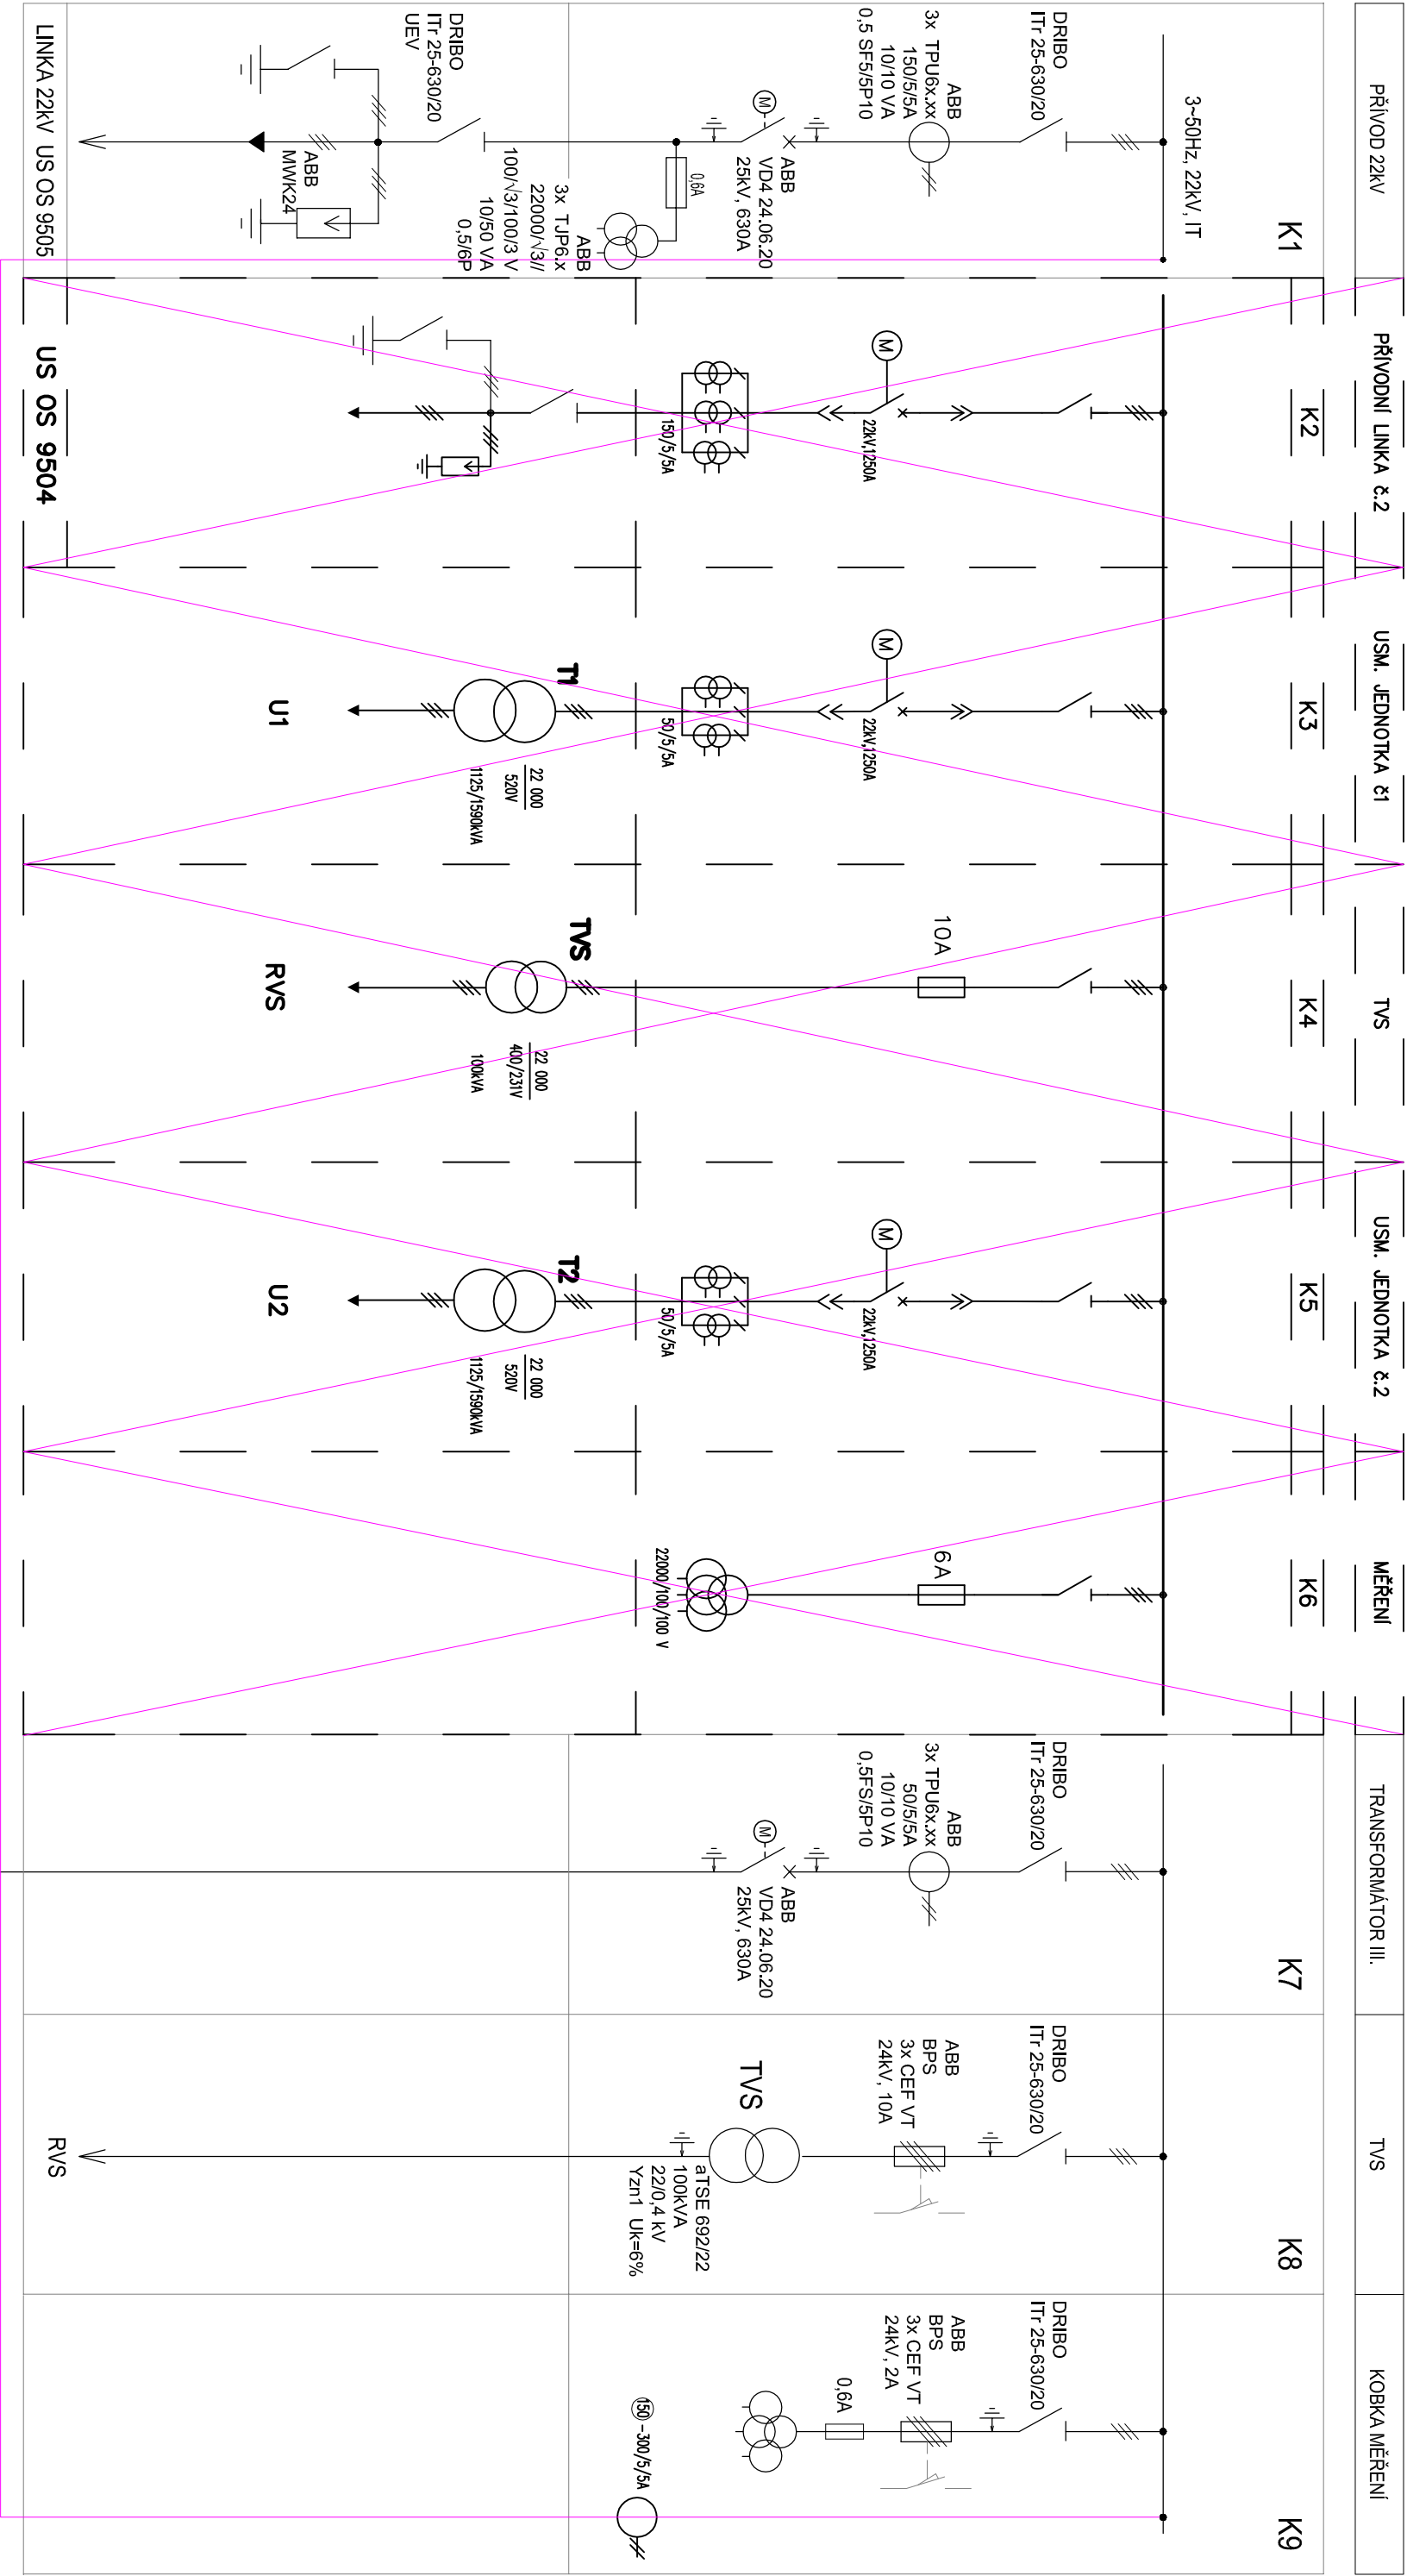 PŘÍVOD 22kV
K1
3~50Hz, 22kV, IT
DRIBO
ITr 25-630/20
ABB
3x TPU6x.xx
150/5/5A
10/10 VA
0,5 SF5/5P10
M
ABB
VD4 24.06.20
25kV, 630A
0,6A
ABB
3x TJP6.x
22000/√3//
100/√3/100/3 V
10/50 VA
0,5/6P
DRIBO
ITr 25-630/20
UEV
ABB
MWK24
LINKA 22kV US OS 9505
PŘÍVODNÍ LINKA č.2
K2
M
22kV,1250A
150/5/5A
US OS 9504
USM. JEDNOTKA č1
K3
M
22kV,1250A
50/5/5A
T1
22 000
520V
1125/1590kVA
U1
TVS
K4
10A
TVS
22 000
400/231V
100kVA
RVS
USM. JEDNOTKA č.2
K5
M
22kV,1250A
50/5/5A
T2
22 000
520V
1125/1590kVA
U2
MĚŘENÍ
K6
6A
22000/100/100 V
TRANSFORMÁTOR III.
K7
DRIBO
ITr 25-630/20
ABB
3x TPU6x.xx
50/5/5A
10/10 VA
0,5FS/5P10
M
ABB
VD4 24.06.20
25kV, 630A
TVS
K8
DRIBO
ITr 25-630/20
ABB
BPS
3x CEF VT
24kV, 10A
TVS
aTSE 692/22
100kVA
22/0,4 kV
Yzn1 Uk=6%
RVS
KOBKA MĚŘENÍ
K9
DRIBO
ITr 25-630/20
ABB
BPS
3x CEF VT
24kV, 2A
0,6A
150-300/5/5A